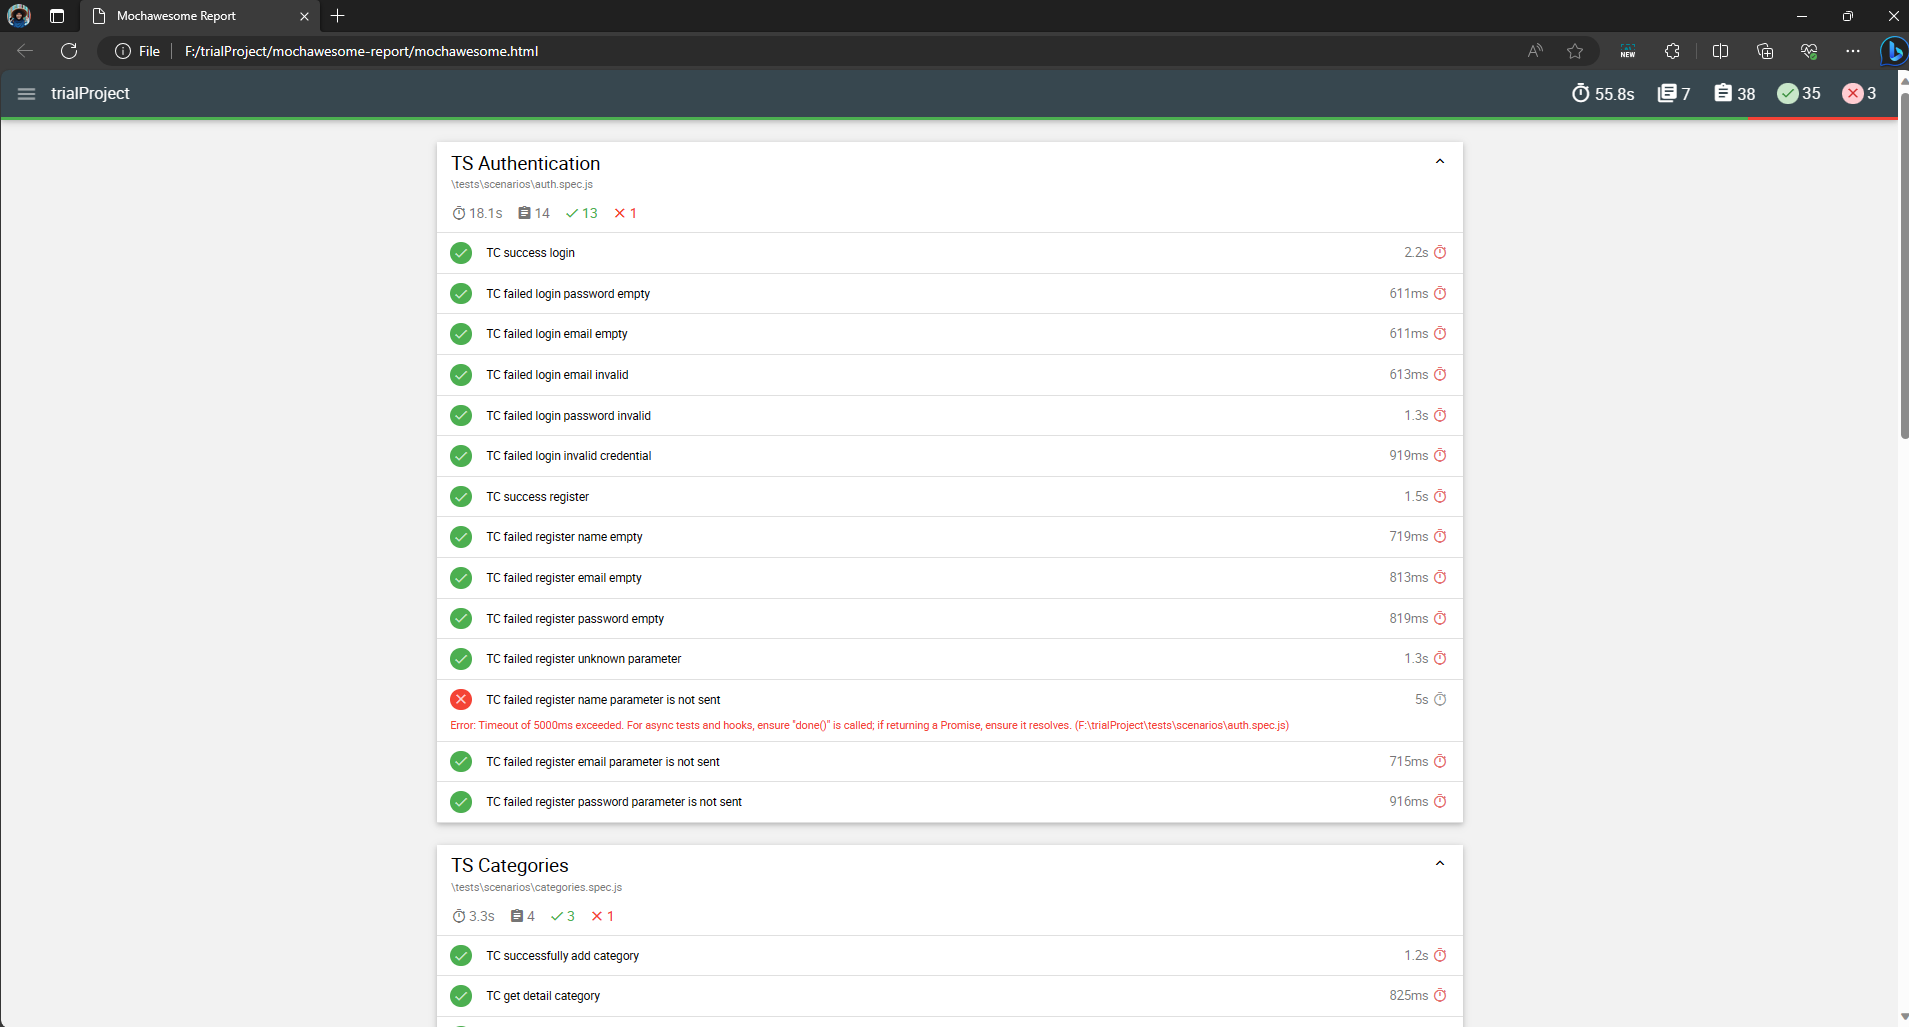 Mochawesome Report
File F:/trialProject/mochawesome-report/mochawesome.html
NEW
trialProject 55.8s 7 38 35 3
TS Authentication
\tests\scenarios\auth.spec.js
18.1s 14 13 1
TC success login 2.2s
TC failed login password empty 611ms
TC failed login email empty 611ms
TC failed login email invalid 613ms
TC failed login password invalid 1.3s
TC failed login invalid credential 919ms
TC success register 1.5s
TC failed register name empty 719ms
TC failed register email empty 813ms
TC failed register password empty 819ms
TC failed register unknown parameter 1.3s
TC failed register name parameter is not sent 5s
Error: Timeout of 5000ms exceeded. For async tests and hooks, ensure "done()" is called; if returning a Promise, ensure it resolves. (F:\trialProject\tests\scenarios\auth.spec.js)
TC failed register email parameter is not sent 715ms
TC failed register password parameter is not sent 916ms
TS Categories
\tests\scenarios\categories.spec.js
3.3s 4 3 1
TC successfully add category 1.2s
TC get detail category 825ms